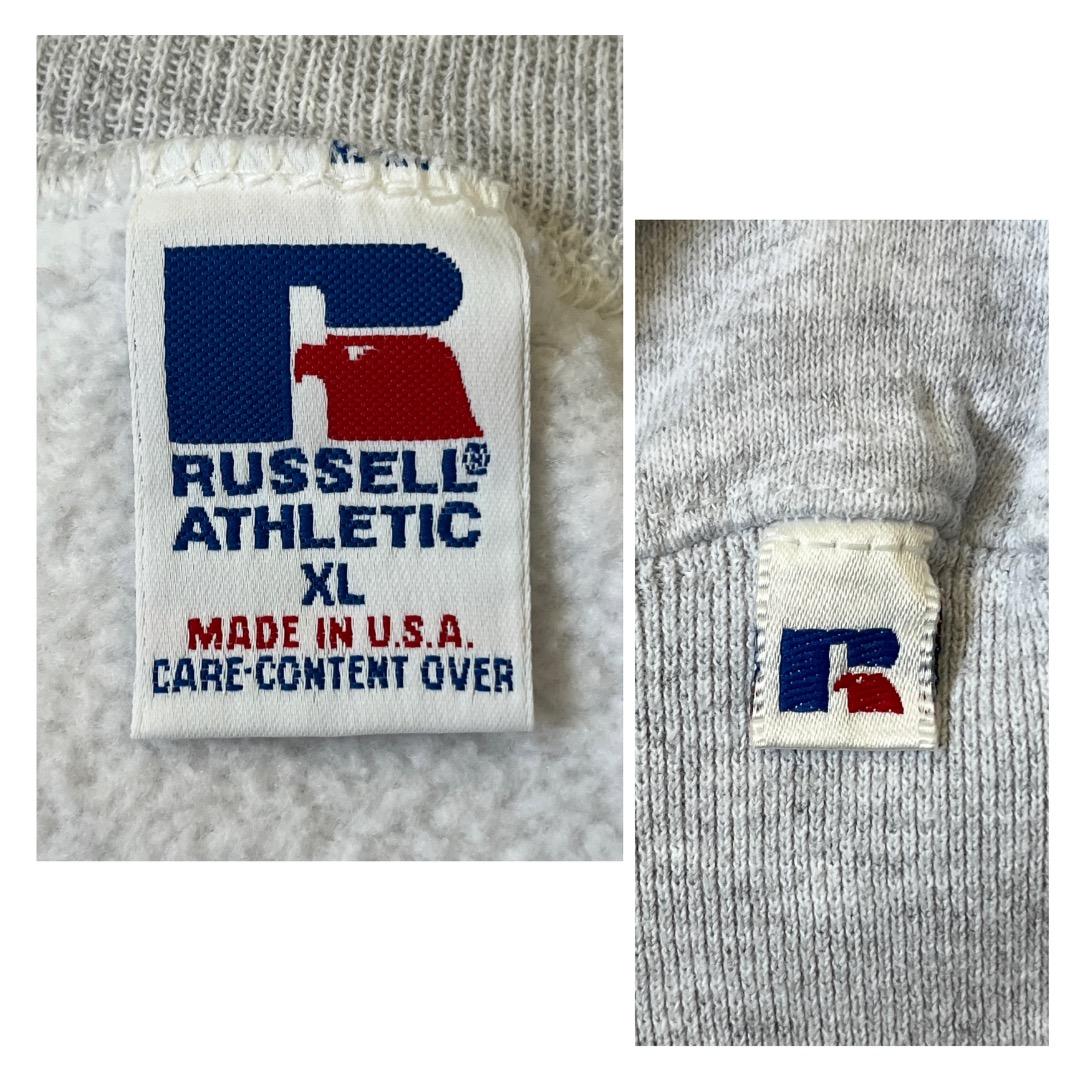 RUSSELL®
ATHLETIC
XL
MADE IN U.S.A.
CARE-CONTENT OVER